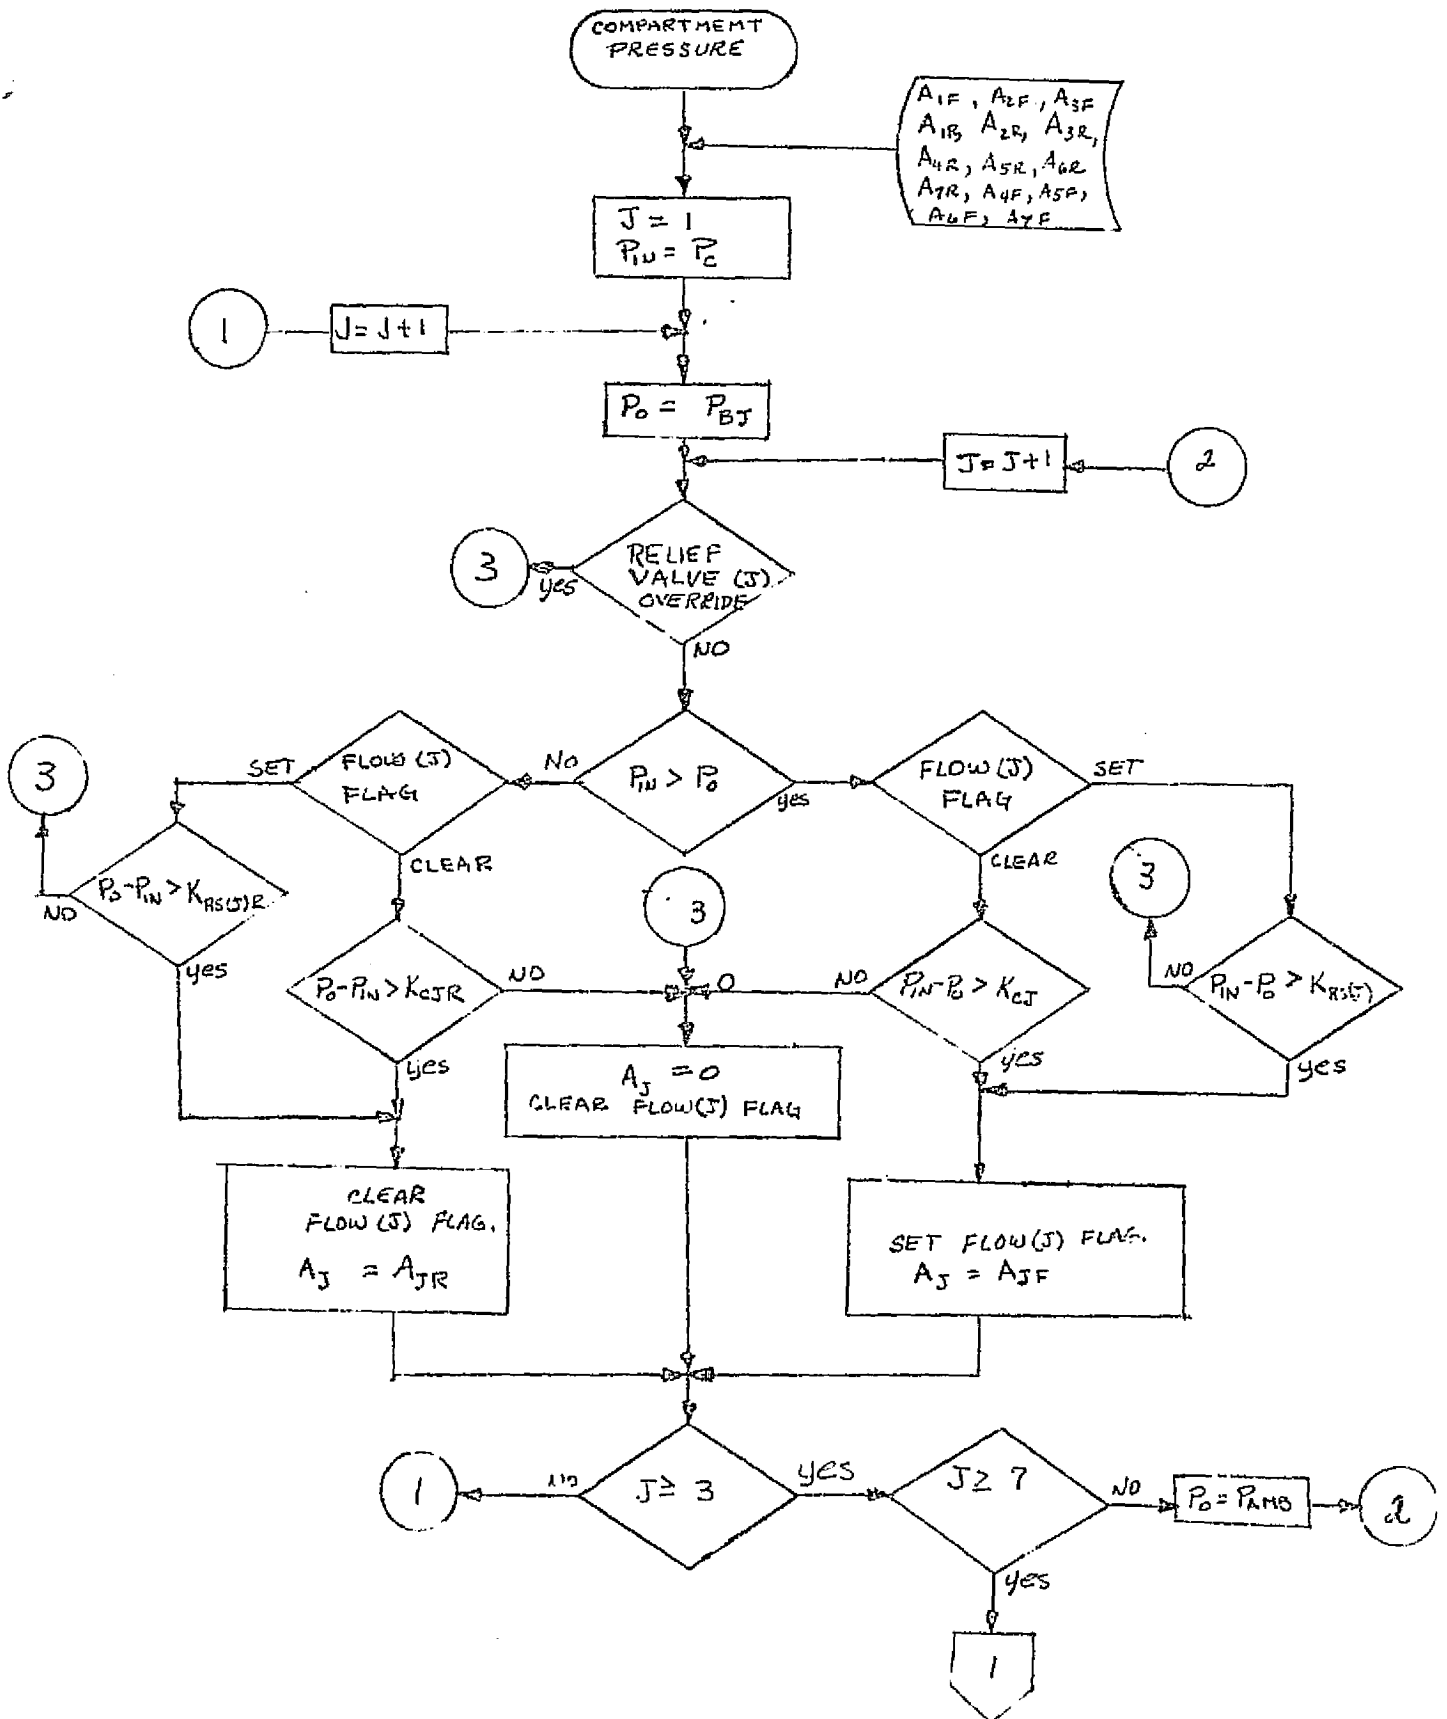 COMPARTMENT
PRESSURE
A1F, A2F, A3F
A1R, A2R, A3R,
A4R, A5R, A6R
A7R, A4F, A5F,
A6F, A7F
J = 1
PIN = PC
1
J = J+1
PO = PBJ
J = J+1
2
RELIEF
VALVE (J)
OVERRIDE
yes
3
NO
3
SET
FLOW (J)
FLAG
NO
PIN > PO
yes
FLOW (J)
FLAG
SET
CLEAR
CLEAR
3
3
PO-PIN > KRS(J)R
NO
yes
PO-PIN > KCJR
NO
O
NO
PIN-PO > KCJ
NO
PIN-PO > KRS(J)
yes
yes
yes
AJ = 0
CLEAR FLOW(J) FLAG
CLEAR
FLOW (J) FLAG.
AJ = AJR
SET FLOW(J) FLAG.
AJ = AJF
1
NO
J ≥ 3
yes
J ≥ 7
NO
PO = PAMB
2
yes
1